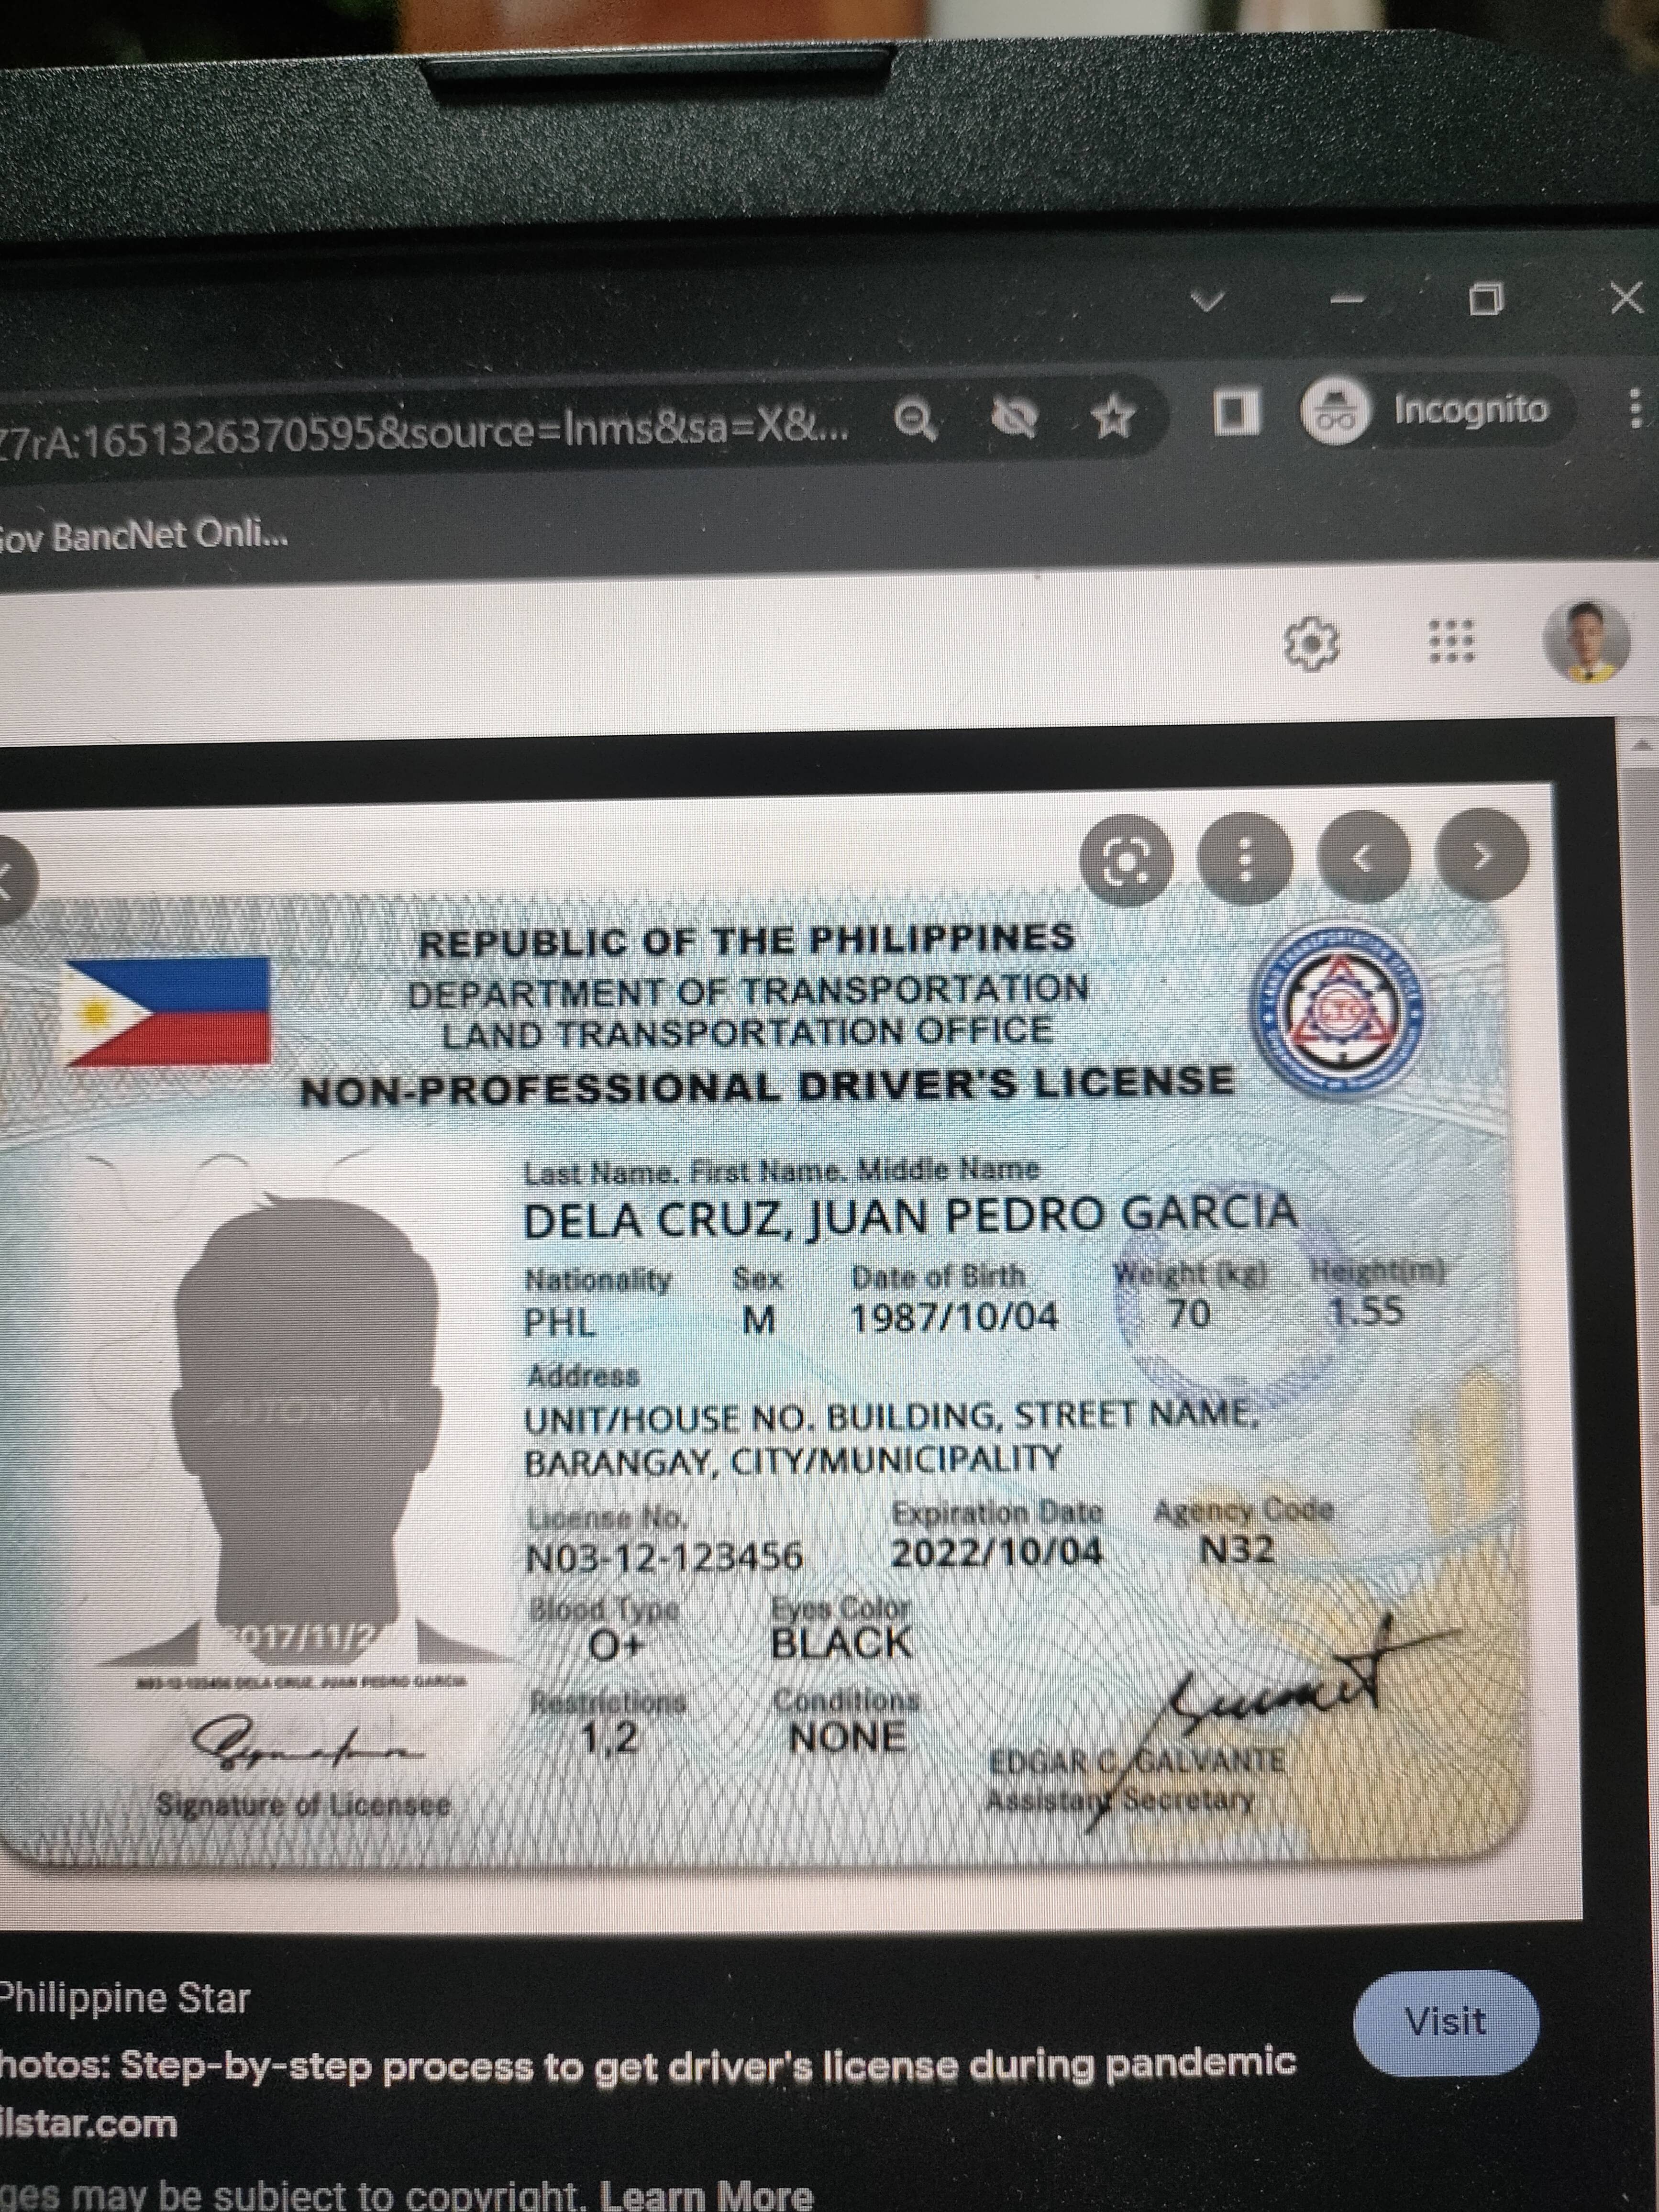 Z7rA:1651326370595&source=lnms&sa=X&...
Incognito
Gov BancNet Onli...
REPUBLIC OF THE PHILIPPINES
DEPARTMENT OF TRANSPORTATION
LAND TRANSPORTATION OFFICE
NON-PROFESSIONAL DRIVER'S LICENSE
LTO
Last Name. First Name. Middle Name
DELA CRUZ, JUAN PEDRO GARCIA
Nationality Sex Date of Birth Weight (kg) Height(m)
PHL M 1987/10/04 70 1.55
Address
UNIT/HOUSE NO. BUILDING, STREET NAME,
BARANGAY, CITY/MUNICIPALITY
AUTODEAL
License No. Expiration Date Agency Code
N03-12-123456 2022/10/04 N32
Blood Type Eyes Color
O+ BLACK
017/11/2
N03-12-123456 DELA CRUZ, JUAN PEDRO GARCIA
Restrictions Conditions
1,2 NONE
Signature
EDGAR C. GALVANTE
Signature of Licensee
Assistant Secretary
Philippine Star
Visit
hotos: Step-by-step process to get driver's license during pandemic
ilstar.com
ges may be subject to copyright. Learn More